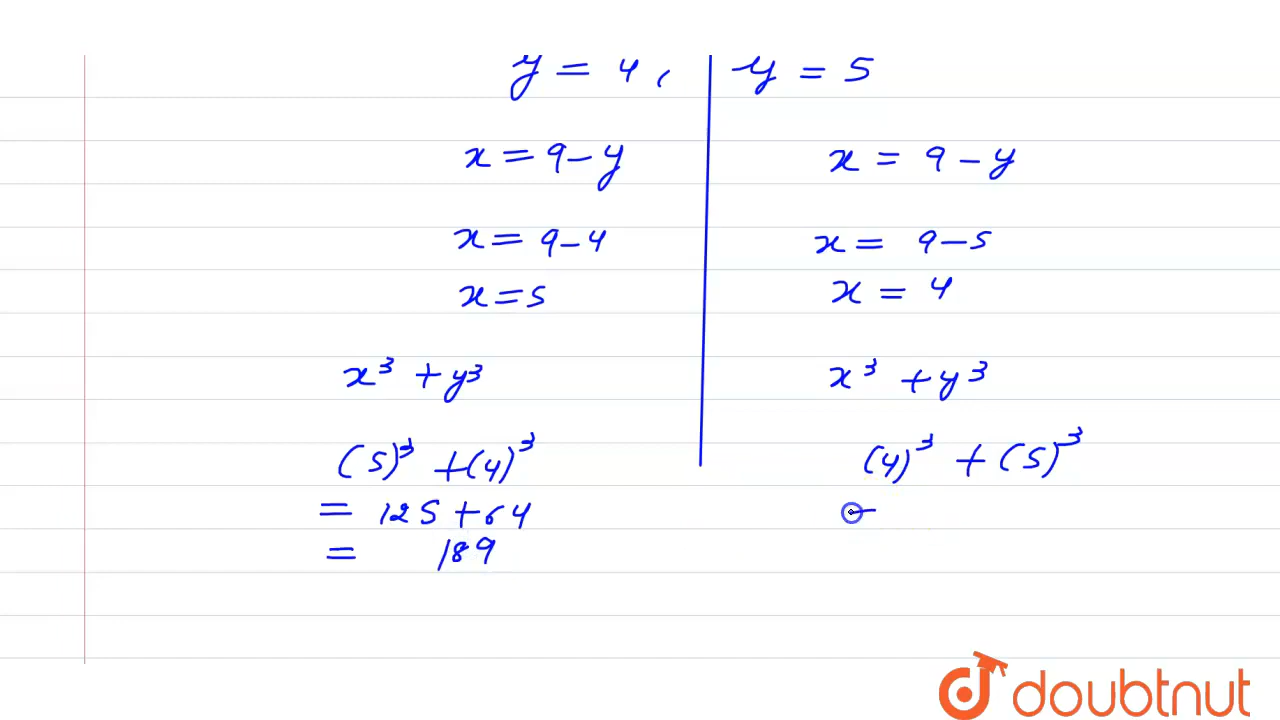 y = 4 ,
x = 9 - y
x = 9 - 4
x = 5
x³ + y³
(5)³ + (4)³
= 125 + 64
= 189
y = 5
x = 9 - y
x = 9 - 5
x = 4
x³ + y³
(4)³ + (5)³
=
doubtnut